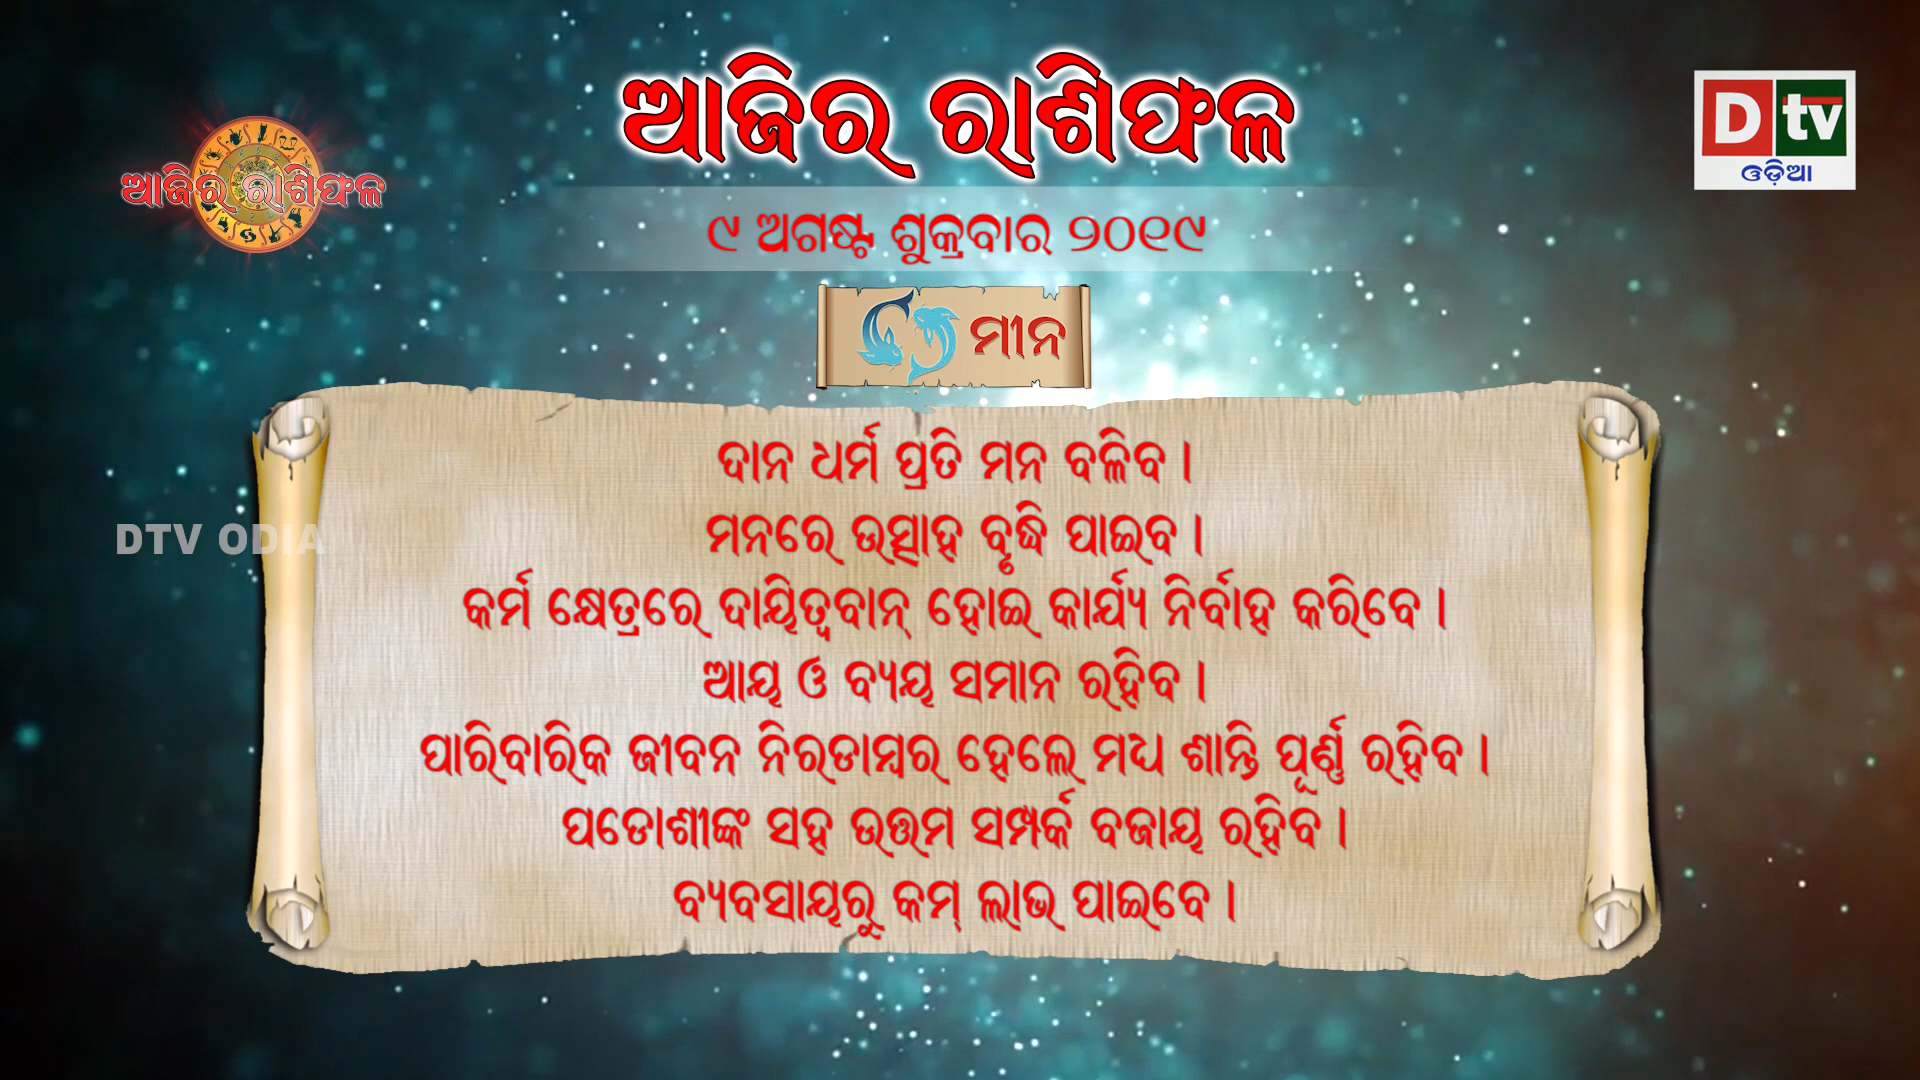 ଆଜିର ରାଶିଫଳ
ଆଜିର ରାଶିଫଳ
D tv
ଓଡ଼ିଆ
୯ ଅଗଷ୍ଟ ଶୁକ୍ରବାର ୨୦୧୯
ମୀନ
ଦାନ ଧର୍ମ ପ୍ରତି ମନ ବଳିବ ।
ମନରେ ଉତ୍ସାହ ବୃଦ୍ଧି ପାଇବ ।
DTV ODIA
କର୍ମ କ୍ଷେତ୍ରରେ ଦାୟିତ୍ୱବାନ୍ ହୋଇ କାର୍ଯ୍ୟ ନିର୍ବାହ କରିବେ ।
ଆୟ ଓ ବ୍ୟୟ ସମାନ ରହିବ ।
ପାରିବାରିକ ଜୀବନ ନିରଡାମ୍ବର ହେଲେ ମଧ୍ୟ ଶାନ୍ତି ପୂର୍ଣ୍ଣ ରହିବ ।
ପଡୋଶୀଙ୍କ ସହ ଉତ୍ତମ ସମ୍ପର୍କ ବଜାୟ ରହିବ ।
ବ୍ୟବସାୟରୁ କମ୍ ଲାଭ ପାଇବେ ।